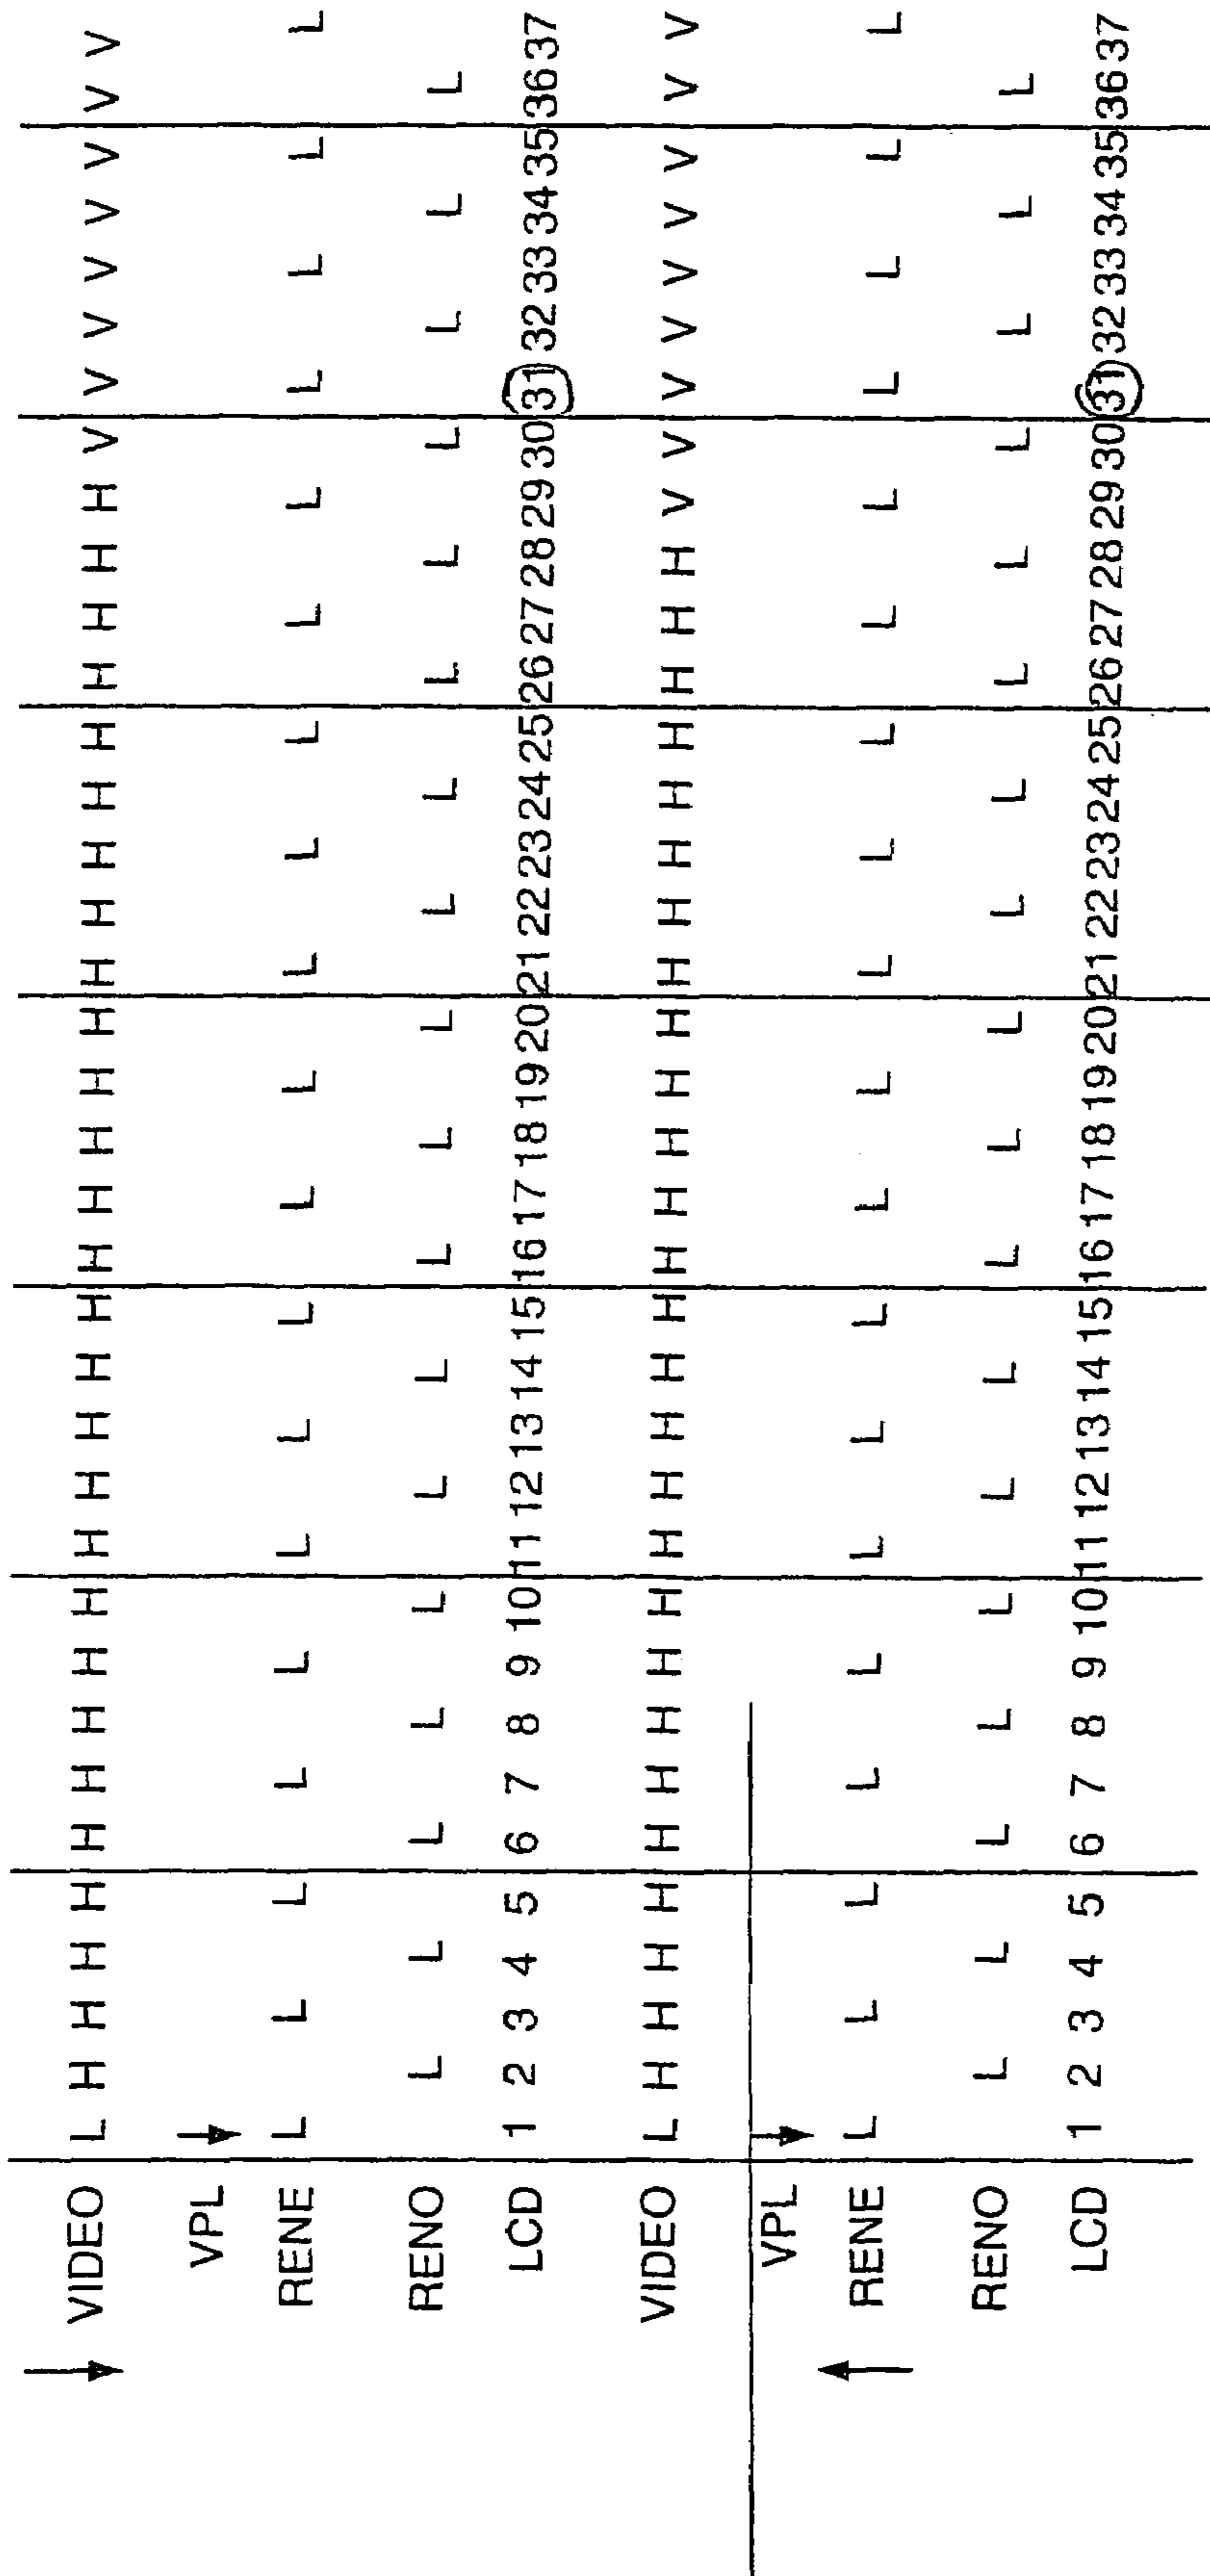 VIDEO L H H H H H H H H H H H H H H H H H H H H H H H H H H H H V V V V V V V V
VPL
RENE L L L L L L L L L L L L L L L L L L L
RENO L L L L L L L L L L L L L L L L L L
LCD 1 2 3 4 5 6 7 8 9 10 11 12 13 14 15 16 17 18 19 20 21 22 23 24 25 26 27 28 29 30 31 32 33 34 35 36 37
VIDEO L H H H H H H H H H H H H H H H H H H H H H H H H H H H V V V V V V V V V
VPL
RENE L L L L L L L L L L L L L L L L L L L
RENO L L L L L L L L L L L L L L L L L L
LCD 1 2 3 4 5 6 7 8 9 10 11 12 13 14 15 16 17 18 19 20 21 22 23 24 25 26 27 28 29 30 31 32 33 34 35 36 37